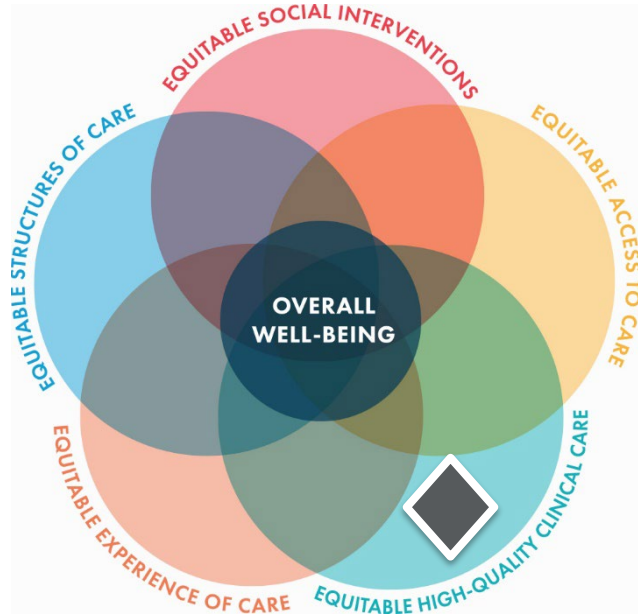 EQUITABLE SOCIAL INTERVENTIONS
EQUITABLE ACCESS TO CARE
EQUITABLE HIGH-QUALITY CLINICAL CARE
EQUITABLE EXPERIENCE OF CARE
EQUITABLE STRUCTURES OF CARE
OVERALL
WELL-BEING